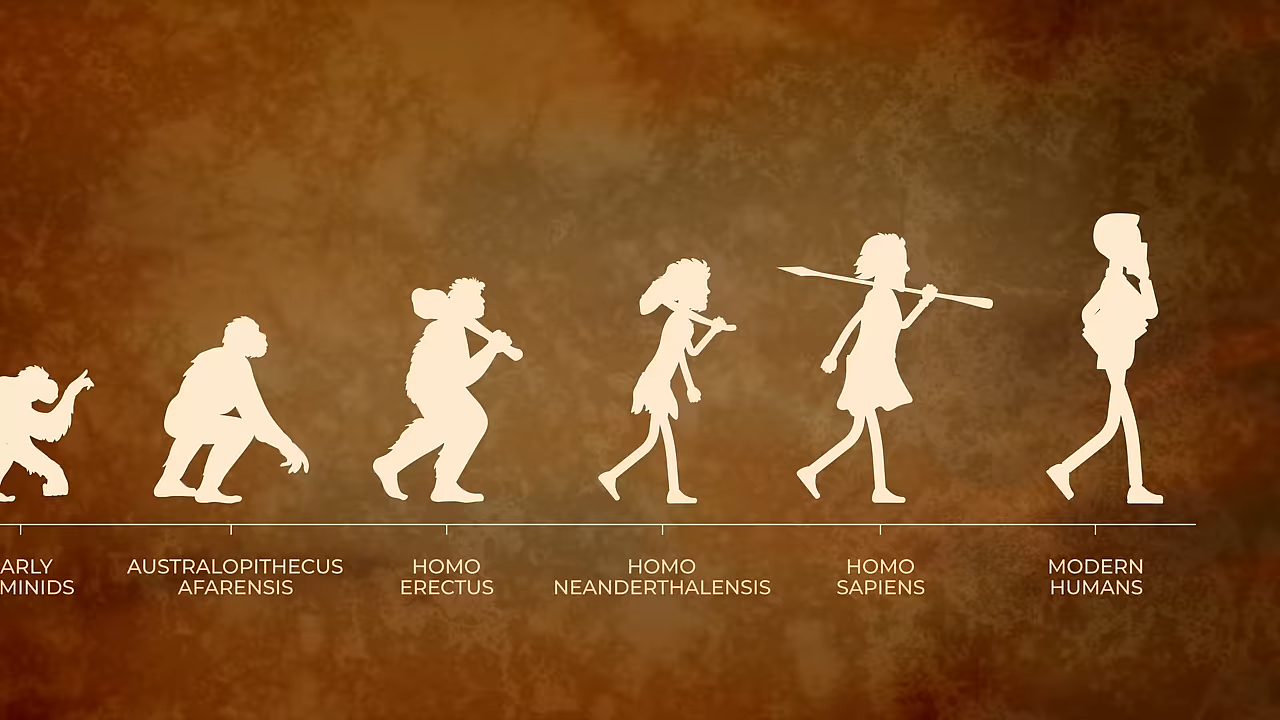 ARLY
MINIDS
AUSTRALOPITHECUS
AFARENSIS
HOMO
ERECTUS
HOMO
NEANDERTHALENSIS
HOMO
SAPIENS
MODERN
HUMANS